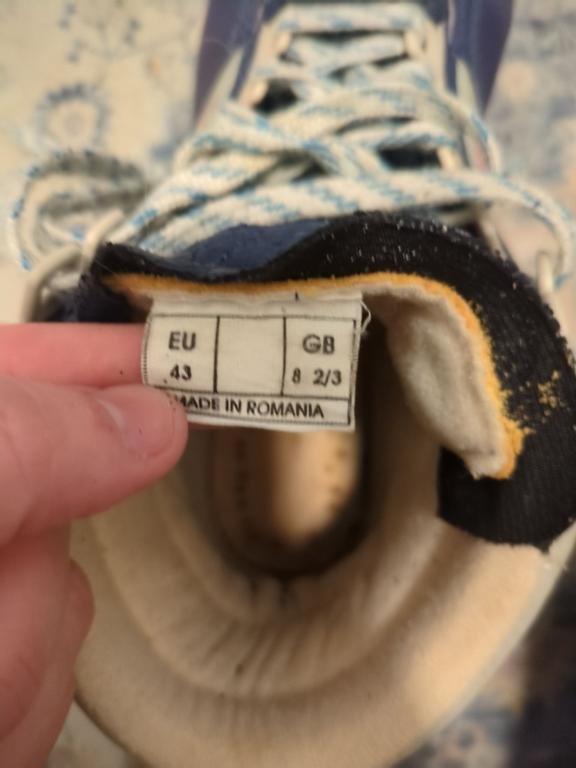 EU GB
43 8 2/3
MADE IN ROMANIA